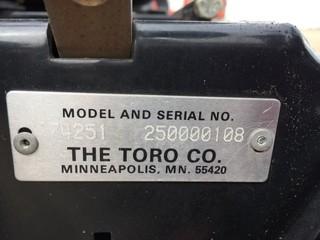 MODEL AND SERIAL NO.
74251 250000108
THE TORO CO.
MINNEAPOLIS, MN. 55420